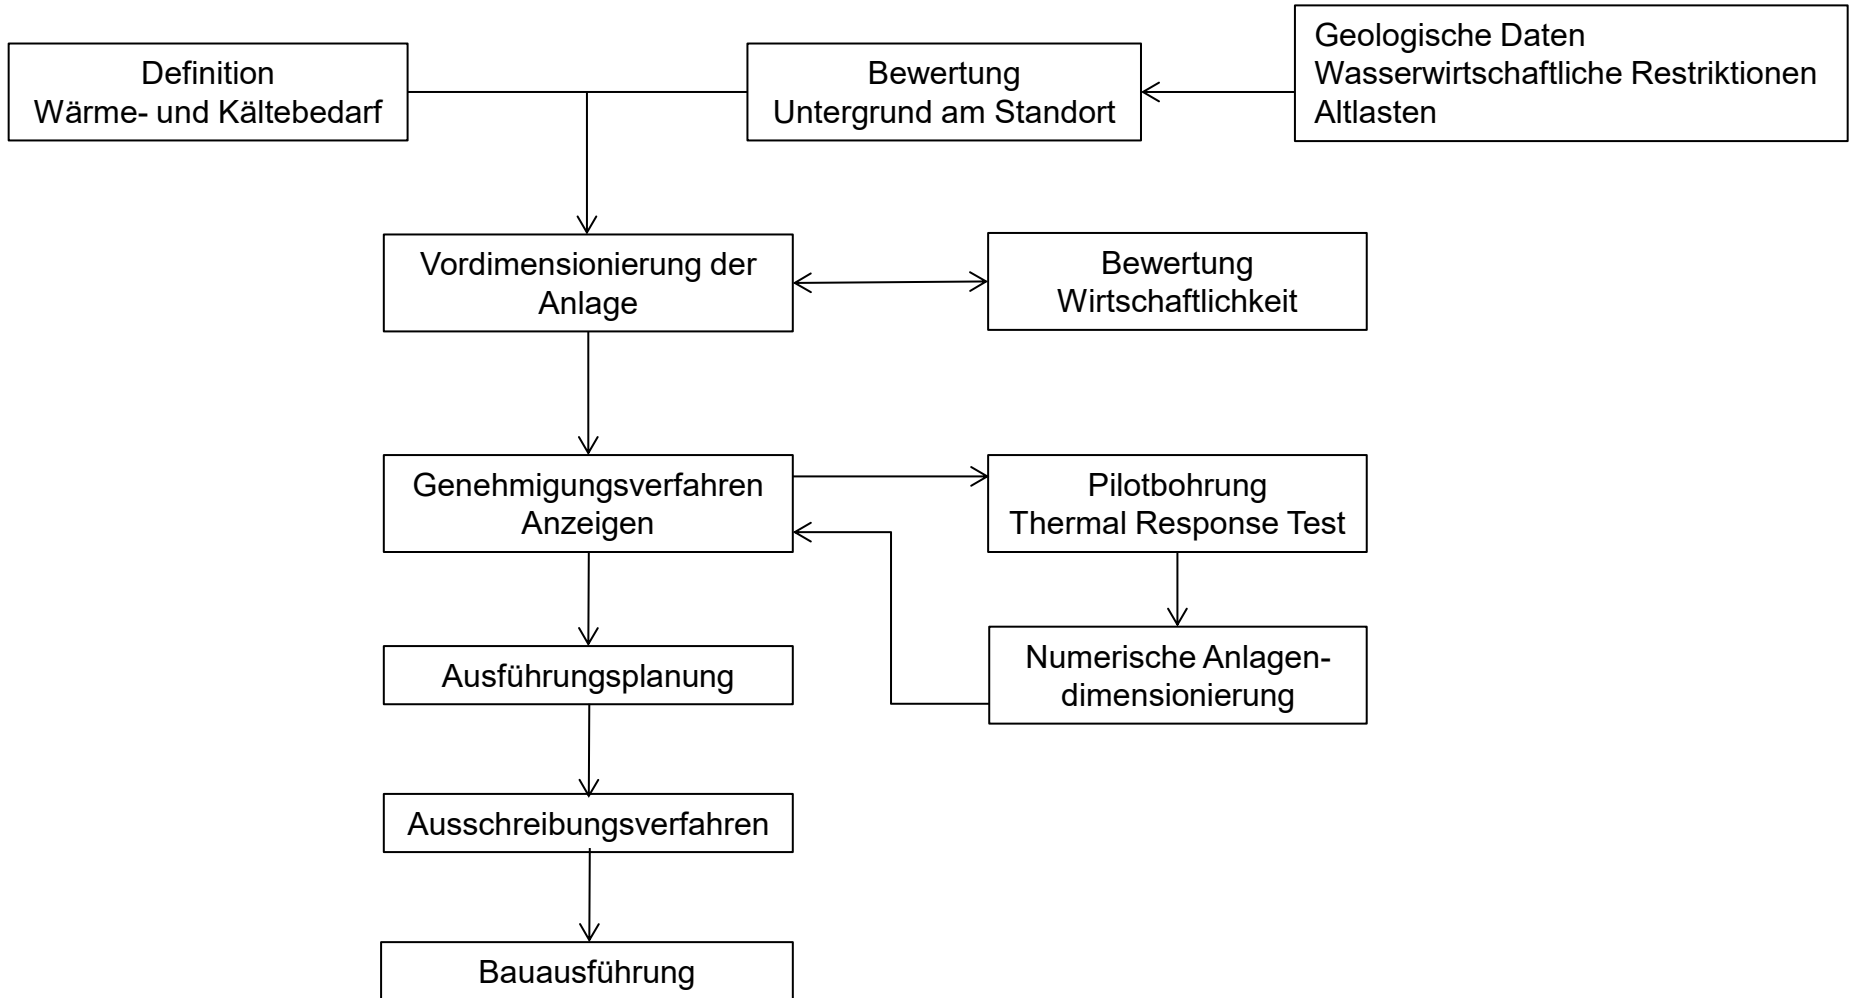 Definition
Wärme- und Kältebedarf
Bewertung
Untergrund am Standort
Geologische Daten
Wasserwirtschaftliche Restriktionen
Altlasten
Vordimensionierung der
Anlage
Bewertung
Wirtschaftlichkeit
Genehmigungsverfahren
Anzeigen
Pilotbohrung
Thermal Response Test
Numerische Anlagen-
dimensionierung
Ausführungsplanung
Ausschreibungsverfahren
Bauausführung